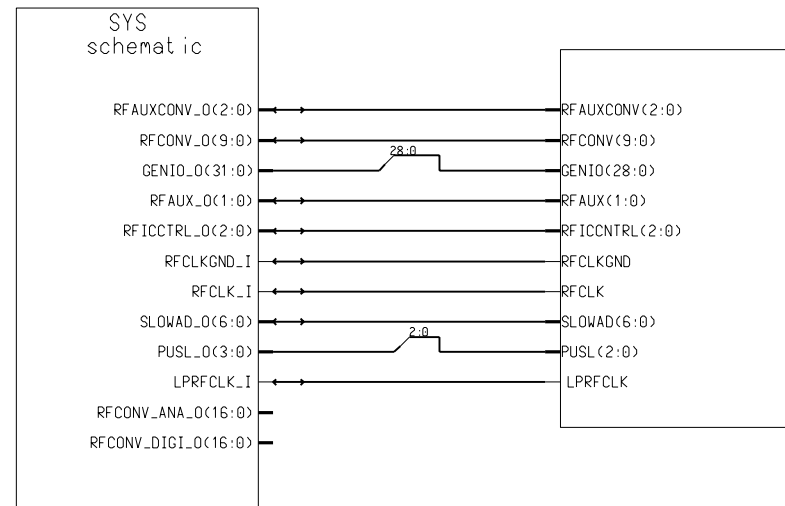 SYS
schematic
RFAUXCONV_O(2:0) RFAUXCONV(2:0)
RFCONV_O(9:0) RFCONV(9:0)
28:0
GENIO_O(31:0) GENIO(28:0)
RFAUX_O(1:0) RFAUX(1:0)
RFICCTRL_O(2:0) RFICCNTRL(2:0)
RFCLKGND_I RFCLKGND
RFCLK_I RFCLK
SLOWAD_O(6:0) SLOWAD(6:0)
2:0
PUSL_O(3:0) PUSL(2:0)
LPRFCLK_I LPRFCLK
RFCONV_ANA_O(16:0)
RFCONV_DIGI_O(16:0)